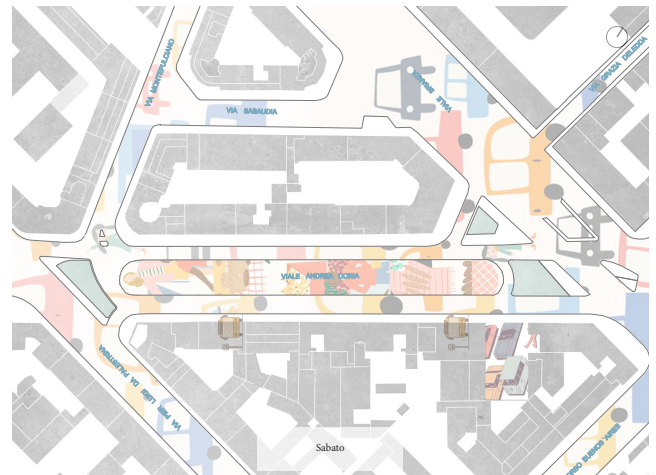 VIA MONTEPULCIANO
VIALE BRIANZA
VIA GRAZIA DELEDDA
VIA SABAUDIA
VIALE ANDREA DORIA
VIA PIER LUIGI DA PALESTRINA
Sabato
SO BUENOS AIRES